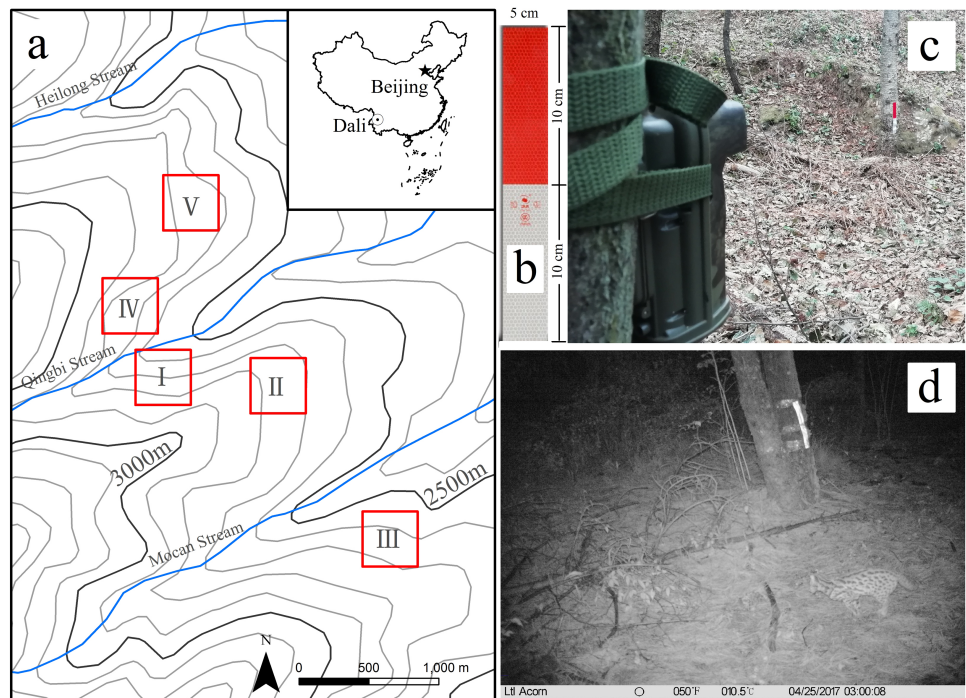 a
Heilong Stream
Beijing
Dali
V
IV
Qingbi Stream
I
II
3000m
2500m
Mocan Stream
III
N
0 500 1,000 m
5 cm
10 cm
10 cm
b
c
d
Ltl Acorn 050°F 010.5℃ 04/25/2017 03:00:08